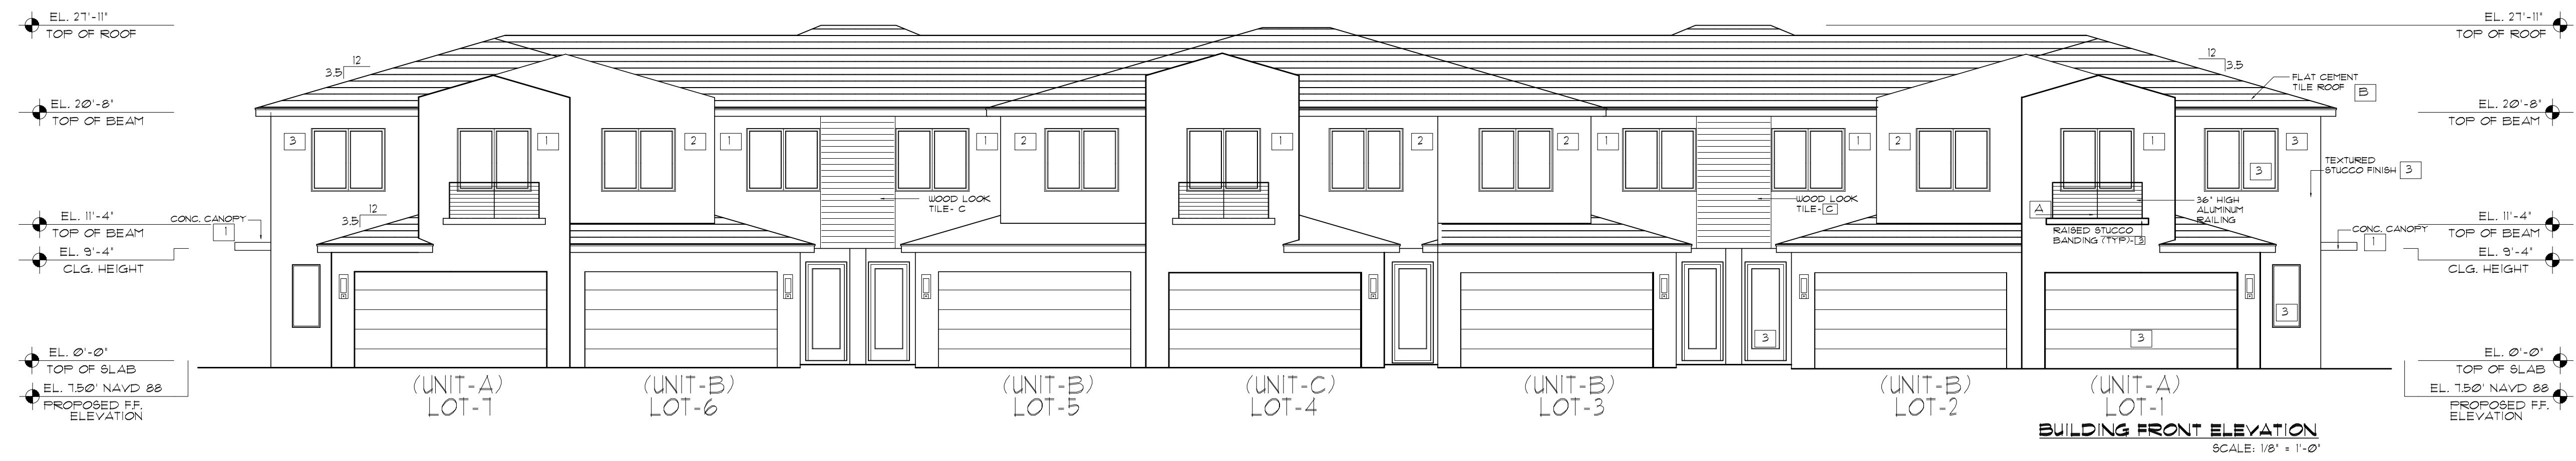 EL. 27'-11"
TOP OF ROOF
EL. 20'-8"
TOP OF BEAM
EL. 11'-4"
TOP OF BEAM
EL. 9'-4"
CLG. HEIGHT
EL. 0'-0"
TOP OF SLAB
EL. 7.50' NAVD 88
PROPOSED F.F.
ELEVATION
CONC. CANOPY
1
12
3.5
12
3.5
3
1
2
1
1
2
1
2
2
1
1
2
1
3
3
WOOD LOOK
TILE- C
WOOD LOOK
TILE- C
A
36" HIGH
ALUMINUM
RAILING
RAISED STUCCO
BANDING (TYP)- 3
12
3.5
FLAT CEMENT
TILE ROOF B
TEXTURED
STUCCO FINISH 3
CONC. CANOPY
1
3
3
3
EL. 27'-11"
TOP OF ROOF
EL. 20'-8"
TOP OF BEAM
EL. 11'-4"
TOP OF BEAM
EL. 9'-4"
CLG. HEIGHT
EL. 0'-0"
TOP OF SLAB
EL. 7.50' NAVD 88
PROPOSED F.F.
ELEVATION
(UNIT-A)
LOT-7
(UNIT-B)
LOT-6
(UNIT-B)
LOT-5
(UNIT-C)
LOT-4
(UNIT-B)
LOT-3
(UNIT-B)
LOT-2
(UNIT-A)
LOT-1
BUILDING FRONT ELEVATION
SCALE: 1/8" = 1'-0"